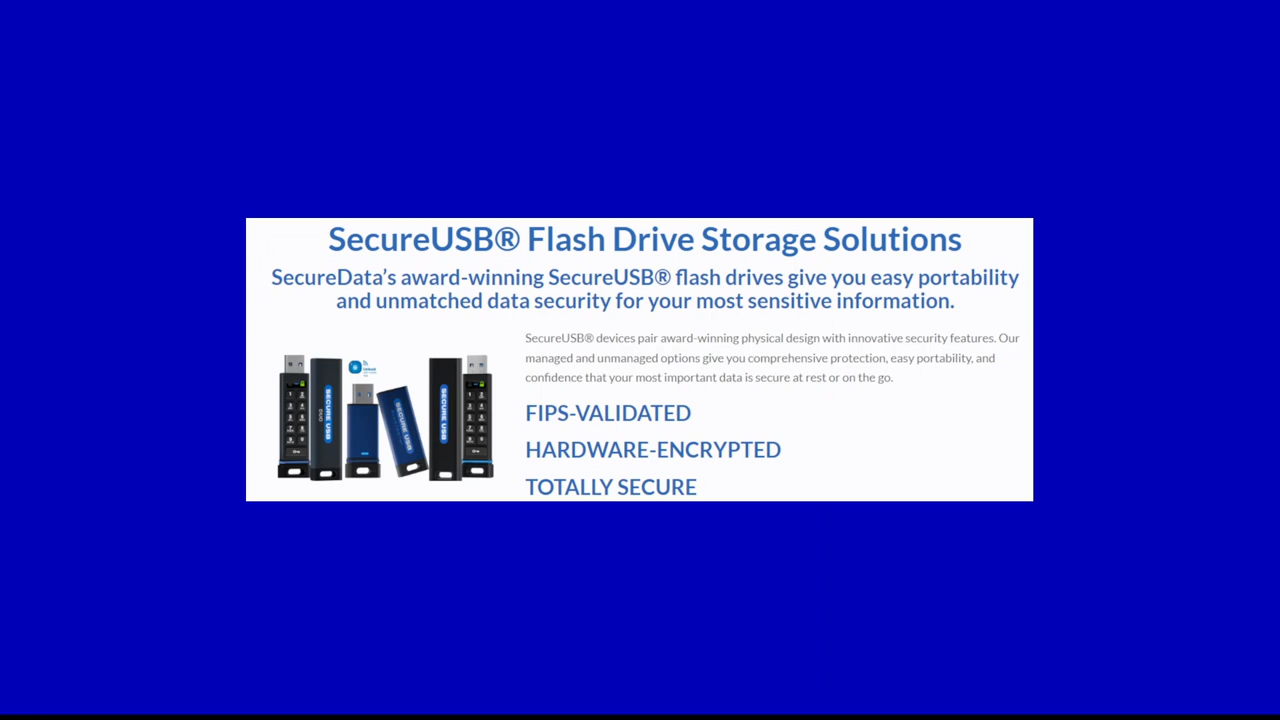 SecureUSB® Flash Drive Storage Solutions
SecureData's award-winning SecureUSB® flash drives give you easy portability
and unmatched data security for your most sensitive information.
SecureUSB® devices pair award-winning physical design with innovative security features. Our
managed and unmanaged options give you comprehensive protection, easy portability, and
confidence that your most important data is secure at rest or on the go.
FIPS-VALIDATED
HARDWARE-ENCRYPTED
TOTALLY SECURE
SECURE USB
DUO
SECURE USB
SECURE USB